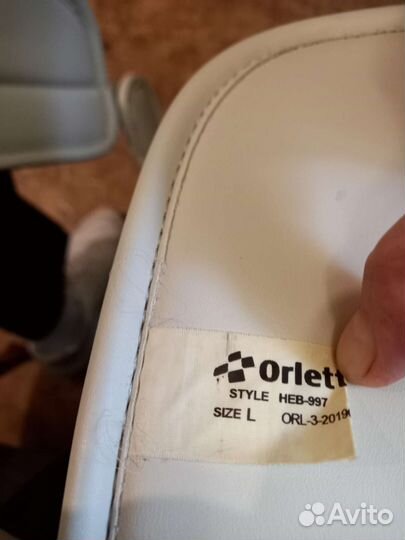 Orlett
STYLE HEB-997
SIZE L ORL-3-2019
Avito